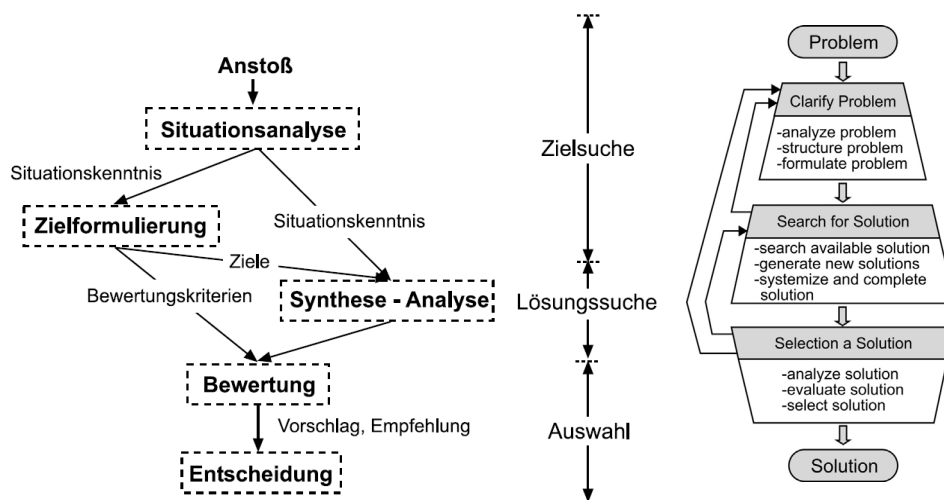 Anstoß
Situationsanalyse
Situationskenntnis
Zielformulierung
Situationskenntnis
Ziele
Bewertungskriterien
Synthese - Analyse
Bewertung
Vorschlag, Empfehlung
Entscheidung
Zielsuche
Lösungssuche
Auswahl
Problem
Clarify Problem
-analyze problem
-structure problem
-formulate problem
Search for Solution
-search available solution
-generate new solutions
-systemize and complete
solution
Selection a Solution
-analyze solution
-evaluate solution
-select solution
Solution